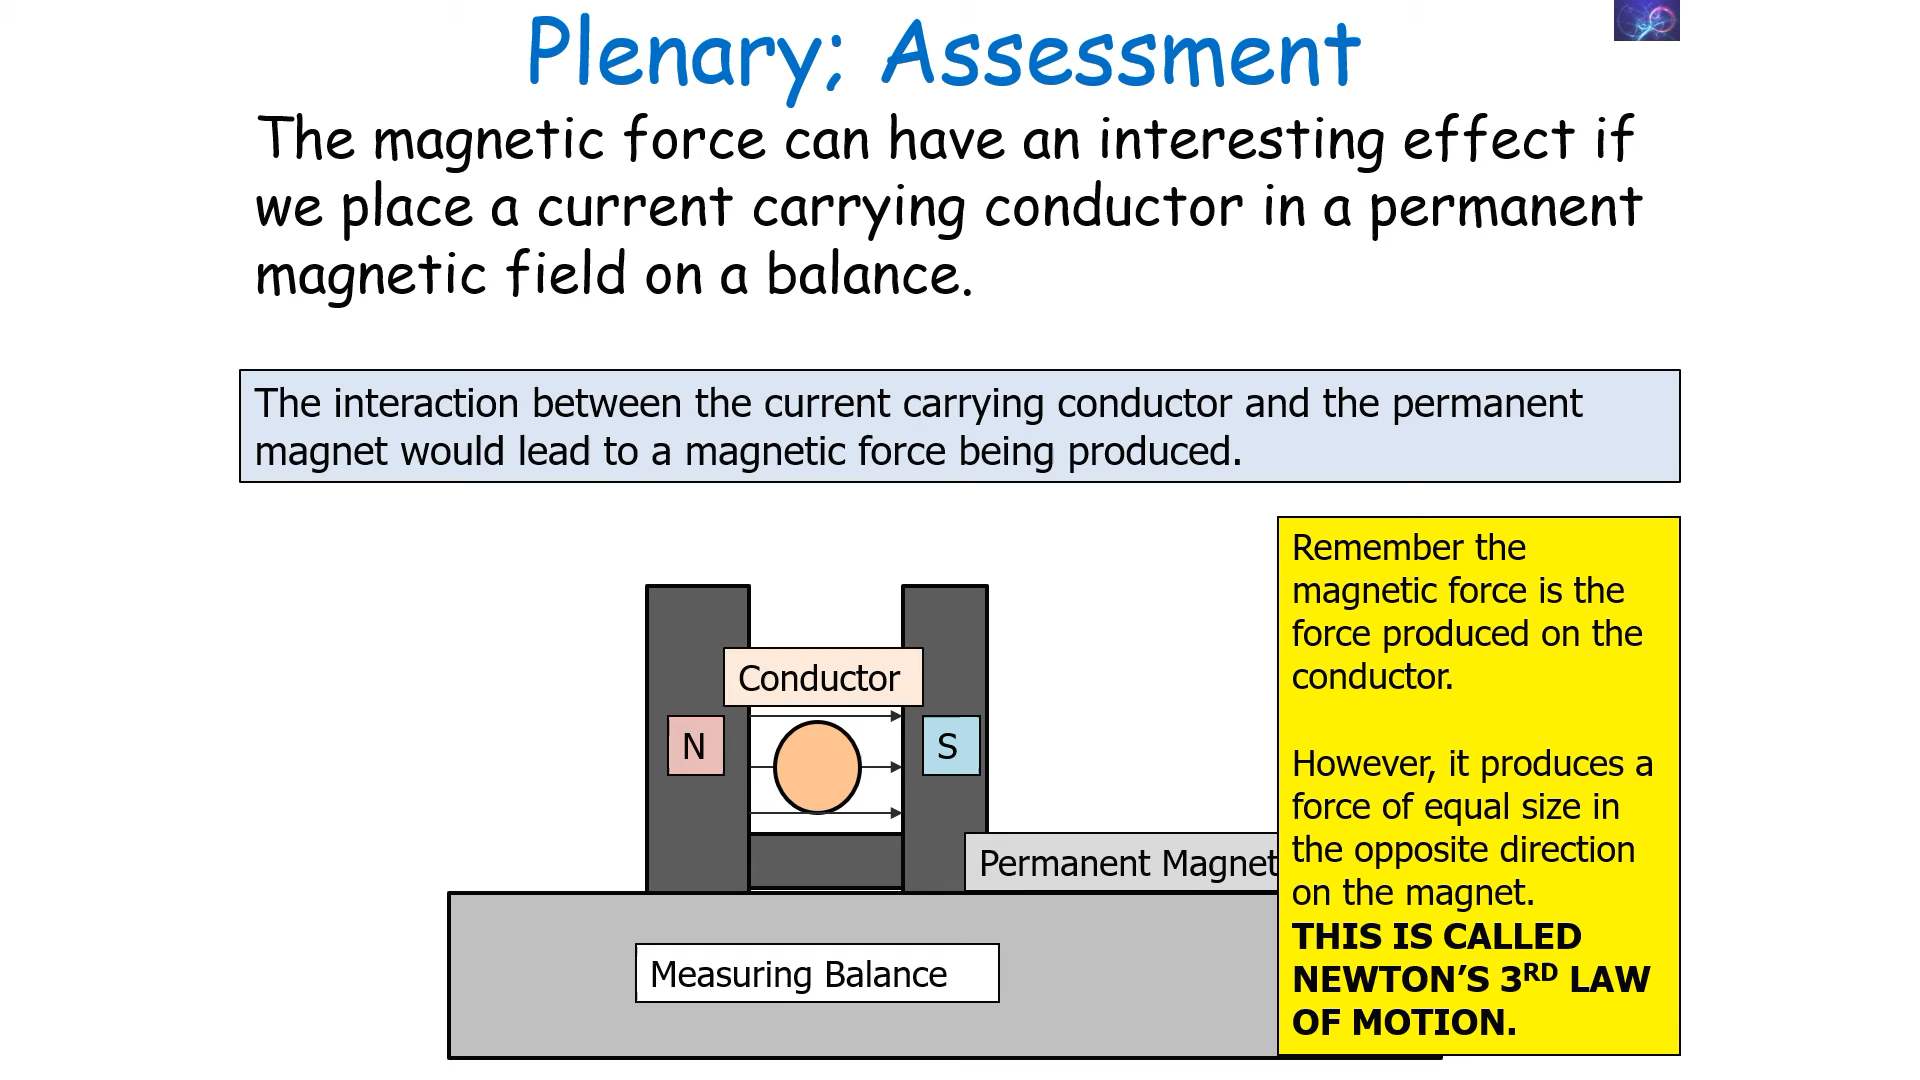 Plenary; Assessment
The magnetic force can have an interesting effect if
we place a current carrying conductor in a permanent
magnetic field on a balance.
The interaction between the current carrying conductor and the permanent
magnet would lead to a magnetic force being produced.
Conductor
N
S
Permanent Magnet
Measuring Balance
Remember the
magnetic force is the
force produced on the
conductor.
However, it produces a
force of equal size in
the opposite direction
on the magnet.
THIS IS CALLED
NEWTON’S 3RD LAW
OF MOTION.